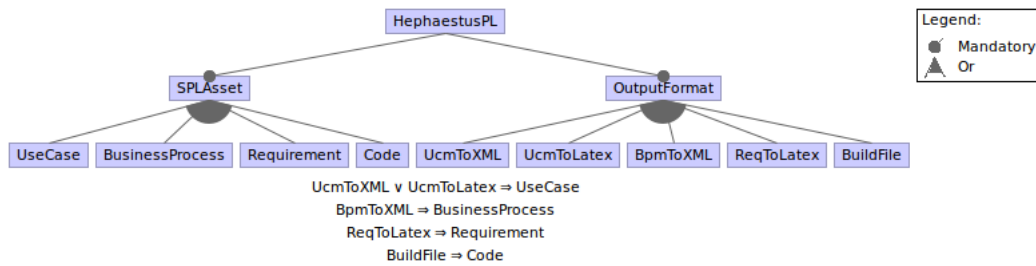 HephaestusPL
Legend:
Mandatory
Or
SPLAsset
OutputFormat
UseCase
BusinessProcess
Requirement
Code
UcmToXML
UcmToLatex
BpmToXML
ReqToLatex
BuildFile
UcmToXML ∨ UcmToLatex ⇒ UseCase
BpmToXML ⇒ BusinessProcess
ReqToLatex ⇒ Requirement
BuildFile ⇒ Code